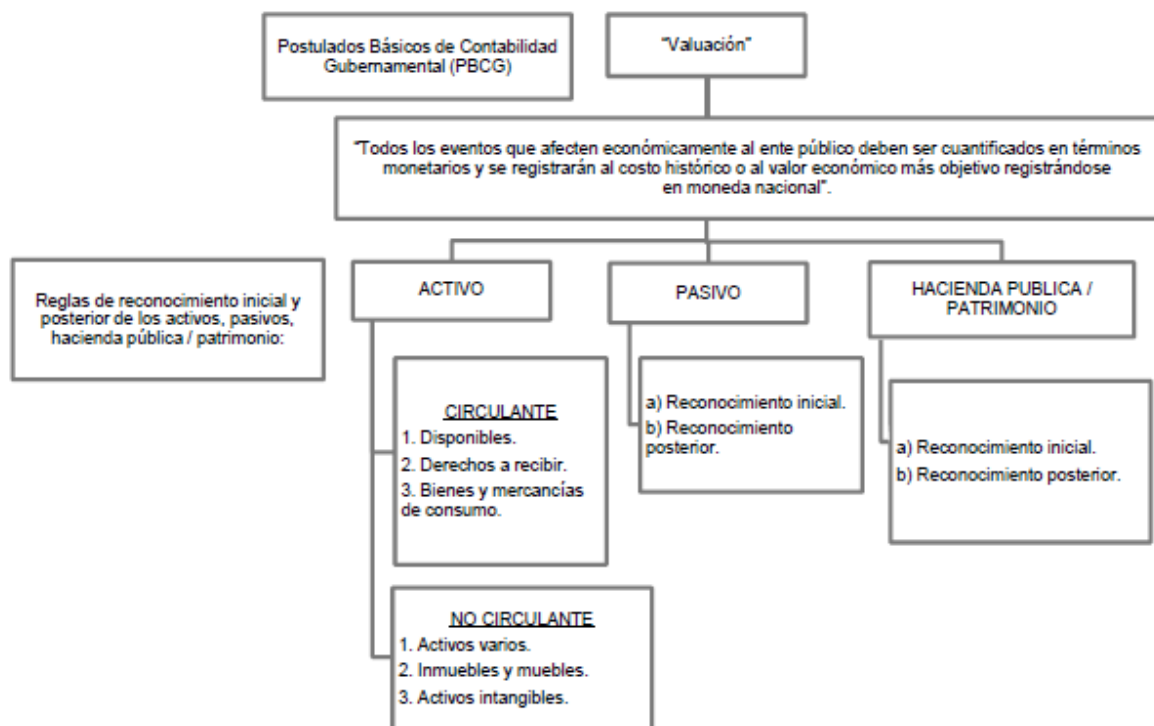 Postulados Básicos de Contabilidad
Gubernamental (PBCG)
"Valuación"
"Todos los eventos que afecten económicamente al ente público deben ser cuantificados en términos
monetarios y se registrarán al costo histórico o al valor económico más objetivo registrándose
en moneda nacional".
Reglas de reconocimiento inicial y
posterior de los activos, pasivos,
hacienda pública / patrimonio:
ACTIVO
CIRCULANTE
1. Disponibles.
2. Derechos a recibir.
3. Bienes y mercancías
de consumo.
NO CIRCULANTE
1. Activos varios.
2. Inmuebles y muebles.
3. Activos intangibles.
PASIVO
a) Reconocimiento inicial.
b) Reconocimiento
posterior.
HACIENDA PUBLICA /
PATRIMONIO
a) Reconocimiento inicial.
b) Reconocimiento posterior.